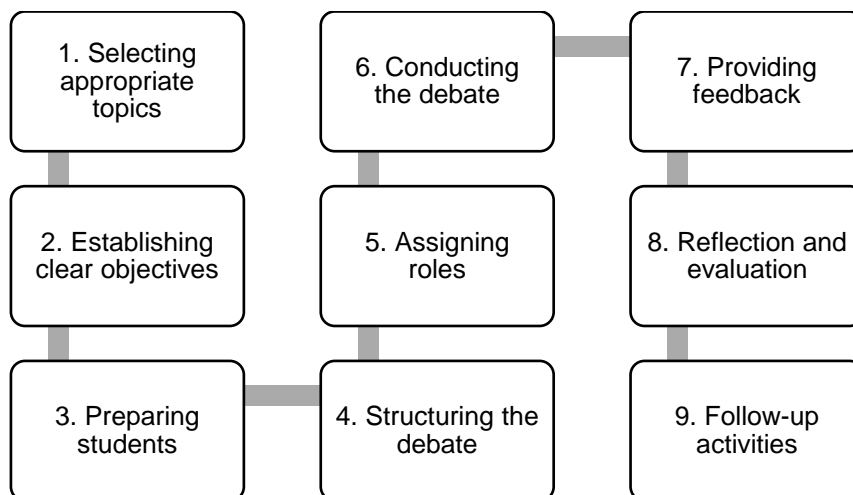 1. Selecting
appropriate
topics
2. Establishing
clear objectives
3. Preparing
students
4. Structuring the
debate
5. Assigning
roles
6. Conducting
the debate
7. Providing
feedback
8. Reflection and
evaluation
9. Follow-up
activities